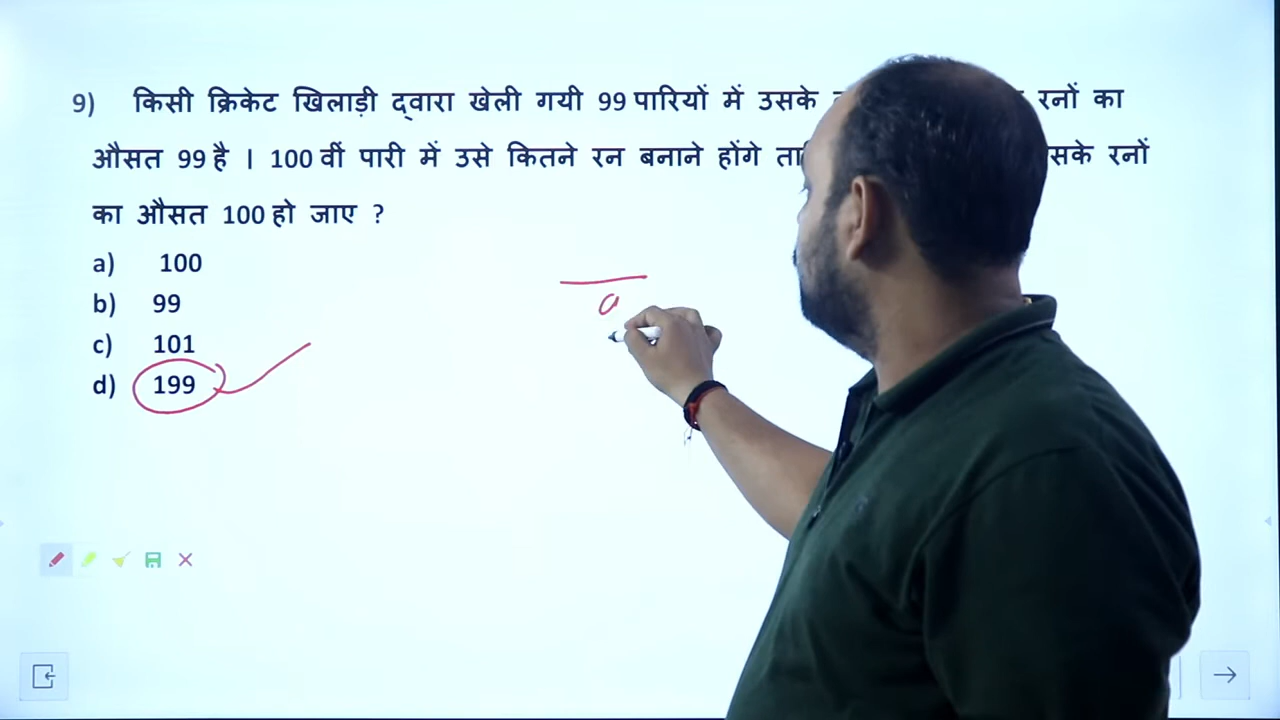 9) किसी क्रिकेट खिलाड़ी द्वारा खेली गयी 99 पारियों में उसके रनों का
औसत 99 है । 100 वीं पारी में उसे कितने रन बनाने होंगे रनों
का औसत 100 हो जाए ?
a) 100
b) 99
c) 101
d) 199